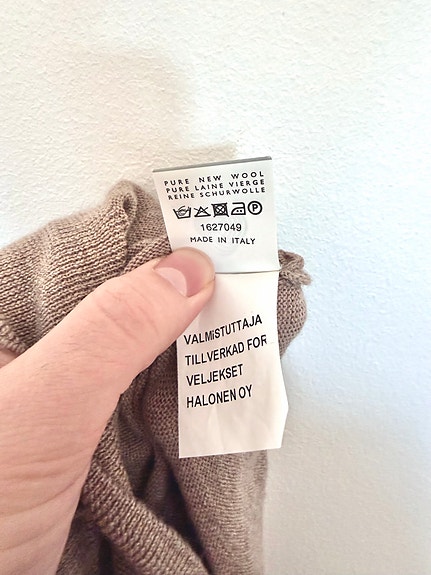 PURE NEW WOOL
PURE LAINE VIERGE
REINE SCHURWOLLE
P
1627049
MADE IN ITALY
VALMiSTUTTAJA
TILLVERKAD FOR
VELJEKSET
HALONEN OY